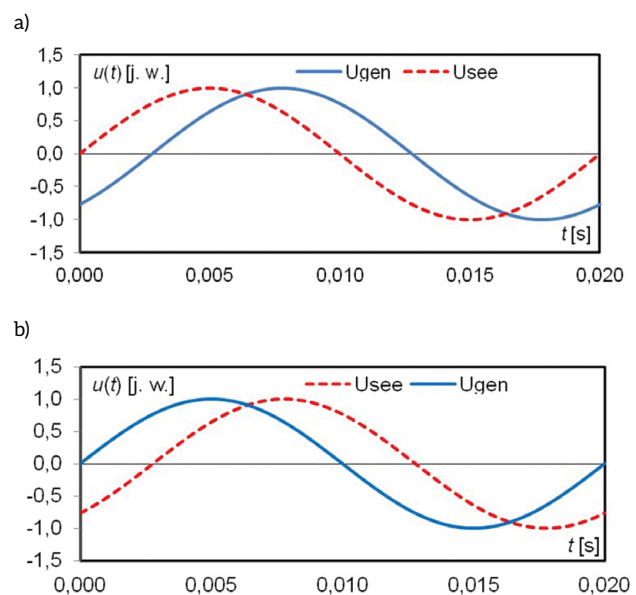 a)
1,5
u(t) [j. w.] Ugen Usee
1,0
0,5
0,0
-0,5
-1,0
t [s]
-1,5
0,000 0,005 0,010 0,015 0,020
b)
1,5
u(t) [j. w.] Usee Ugen
1,0
0,5
0,0
-0,5
-1,0
t [s]
-1,5
0,000 0,005 0,010 0,015 0,020